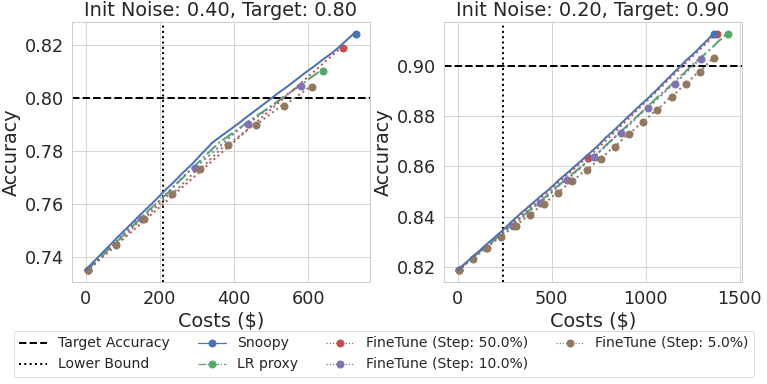 Init Noise: 0.40, Target: 0.80
Accuracy
0.82
0.80
0.78
0.76
0.74
0
200
400
600
Costs ($)
Init Noise: 0.20, Target: 0.90
Accuracy
0.90
0.88
0.86
0.84
0.82
0
500
1000
1500
Costs ($)
Target Accuracy
Lower Bound
Snoopy
LR proxy
FineTune (Step: 50.0%)
FineTune (Step: 10.0%)
FineTune (Step: 5.0%)